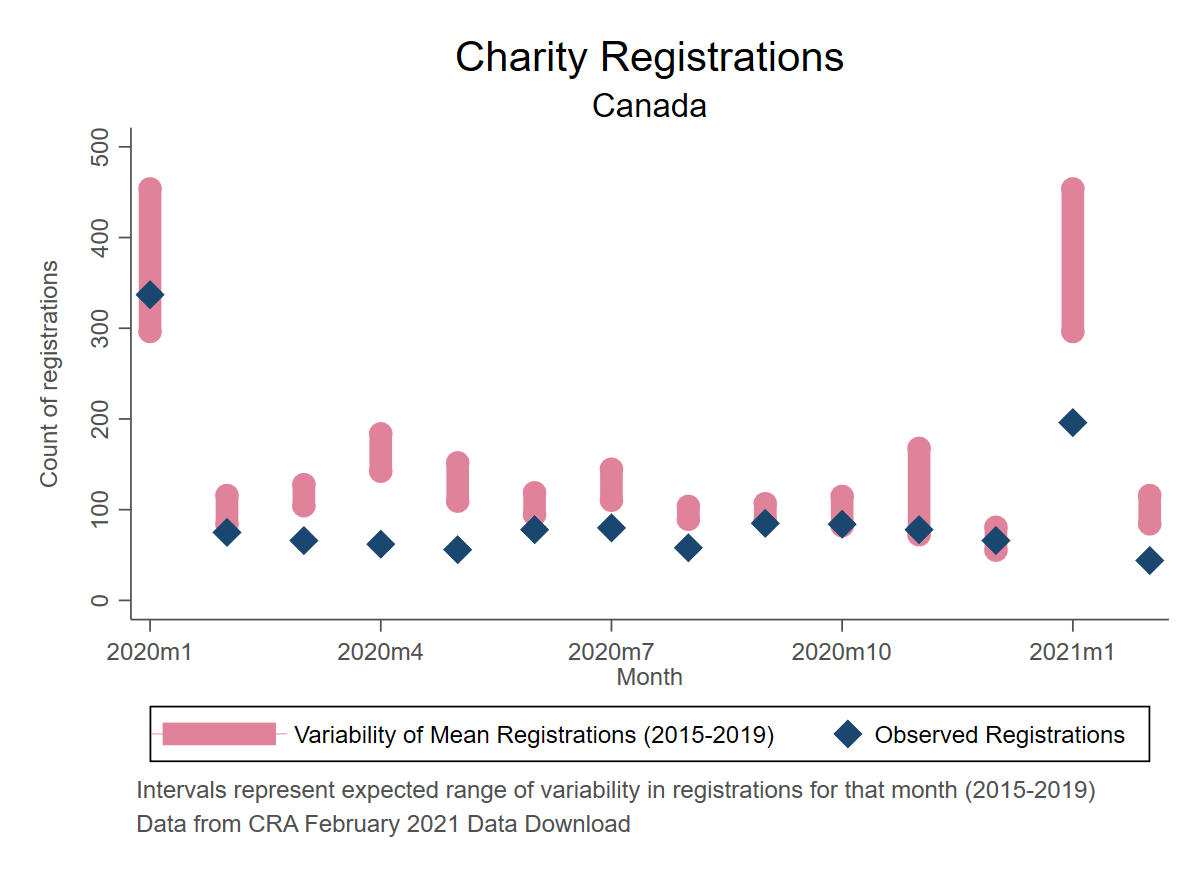 Charity Registrations
Canada
Count of registrations
500
400
300
200
100
0
2020m1 2020m4 2020m7 2020m10 2021m1
Month
Variability of Mean Registrations (2015-2019) Observed Registrations
Intervals represent expected range of variability in registrations for that month (2015-2019)
Data from CRA February 2021 Data Download